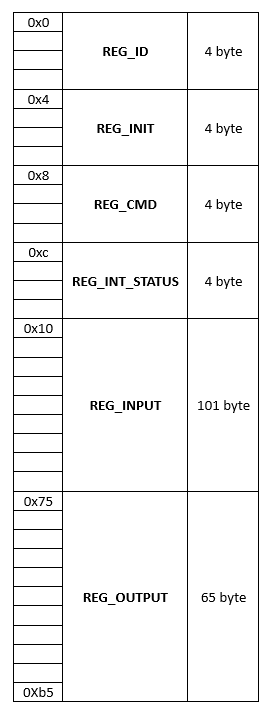 0x0
REG_ID 4 byte
0x4
REG_INIT 4 byte
0x8
REG_CMD 4 byte
0xc
REG_INT_STATUS 4 byte
0x10
REG_INPUT 101 byte
0x75
REG_OUTPUT 65 byte
0Xb5